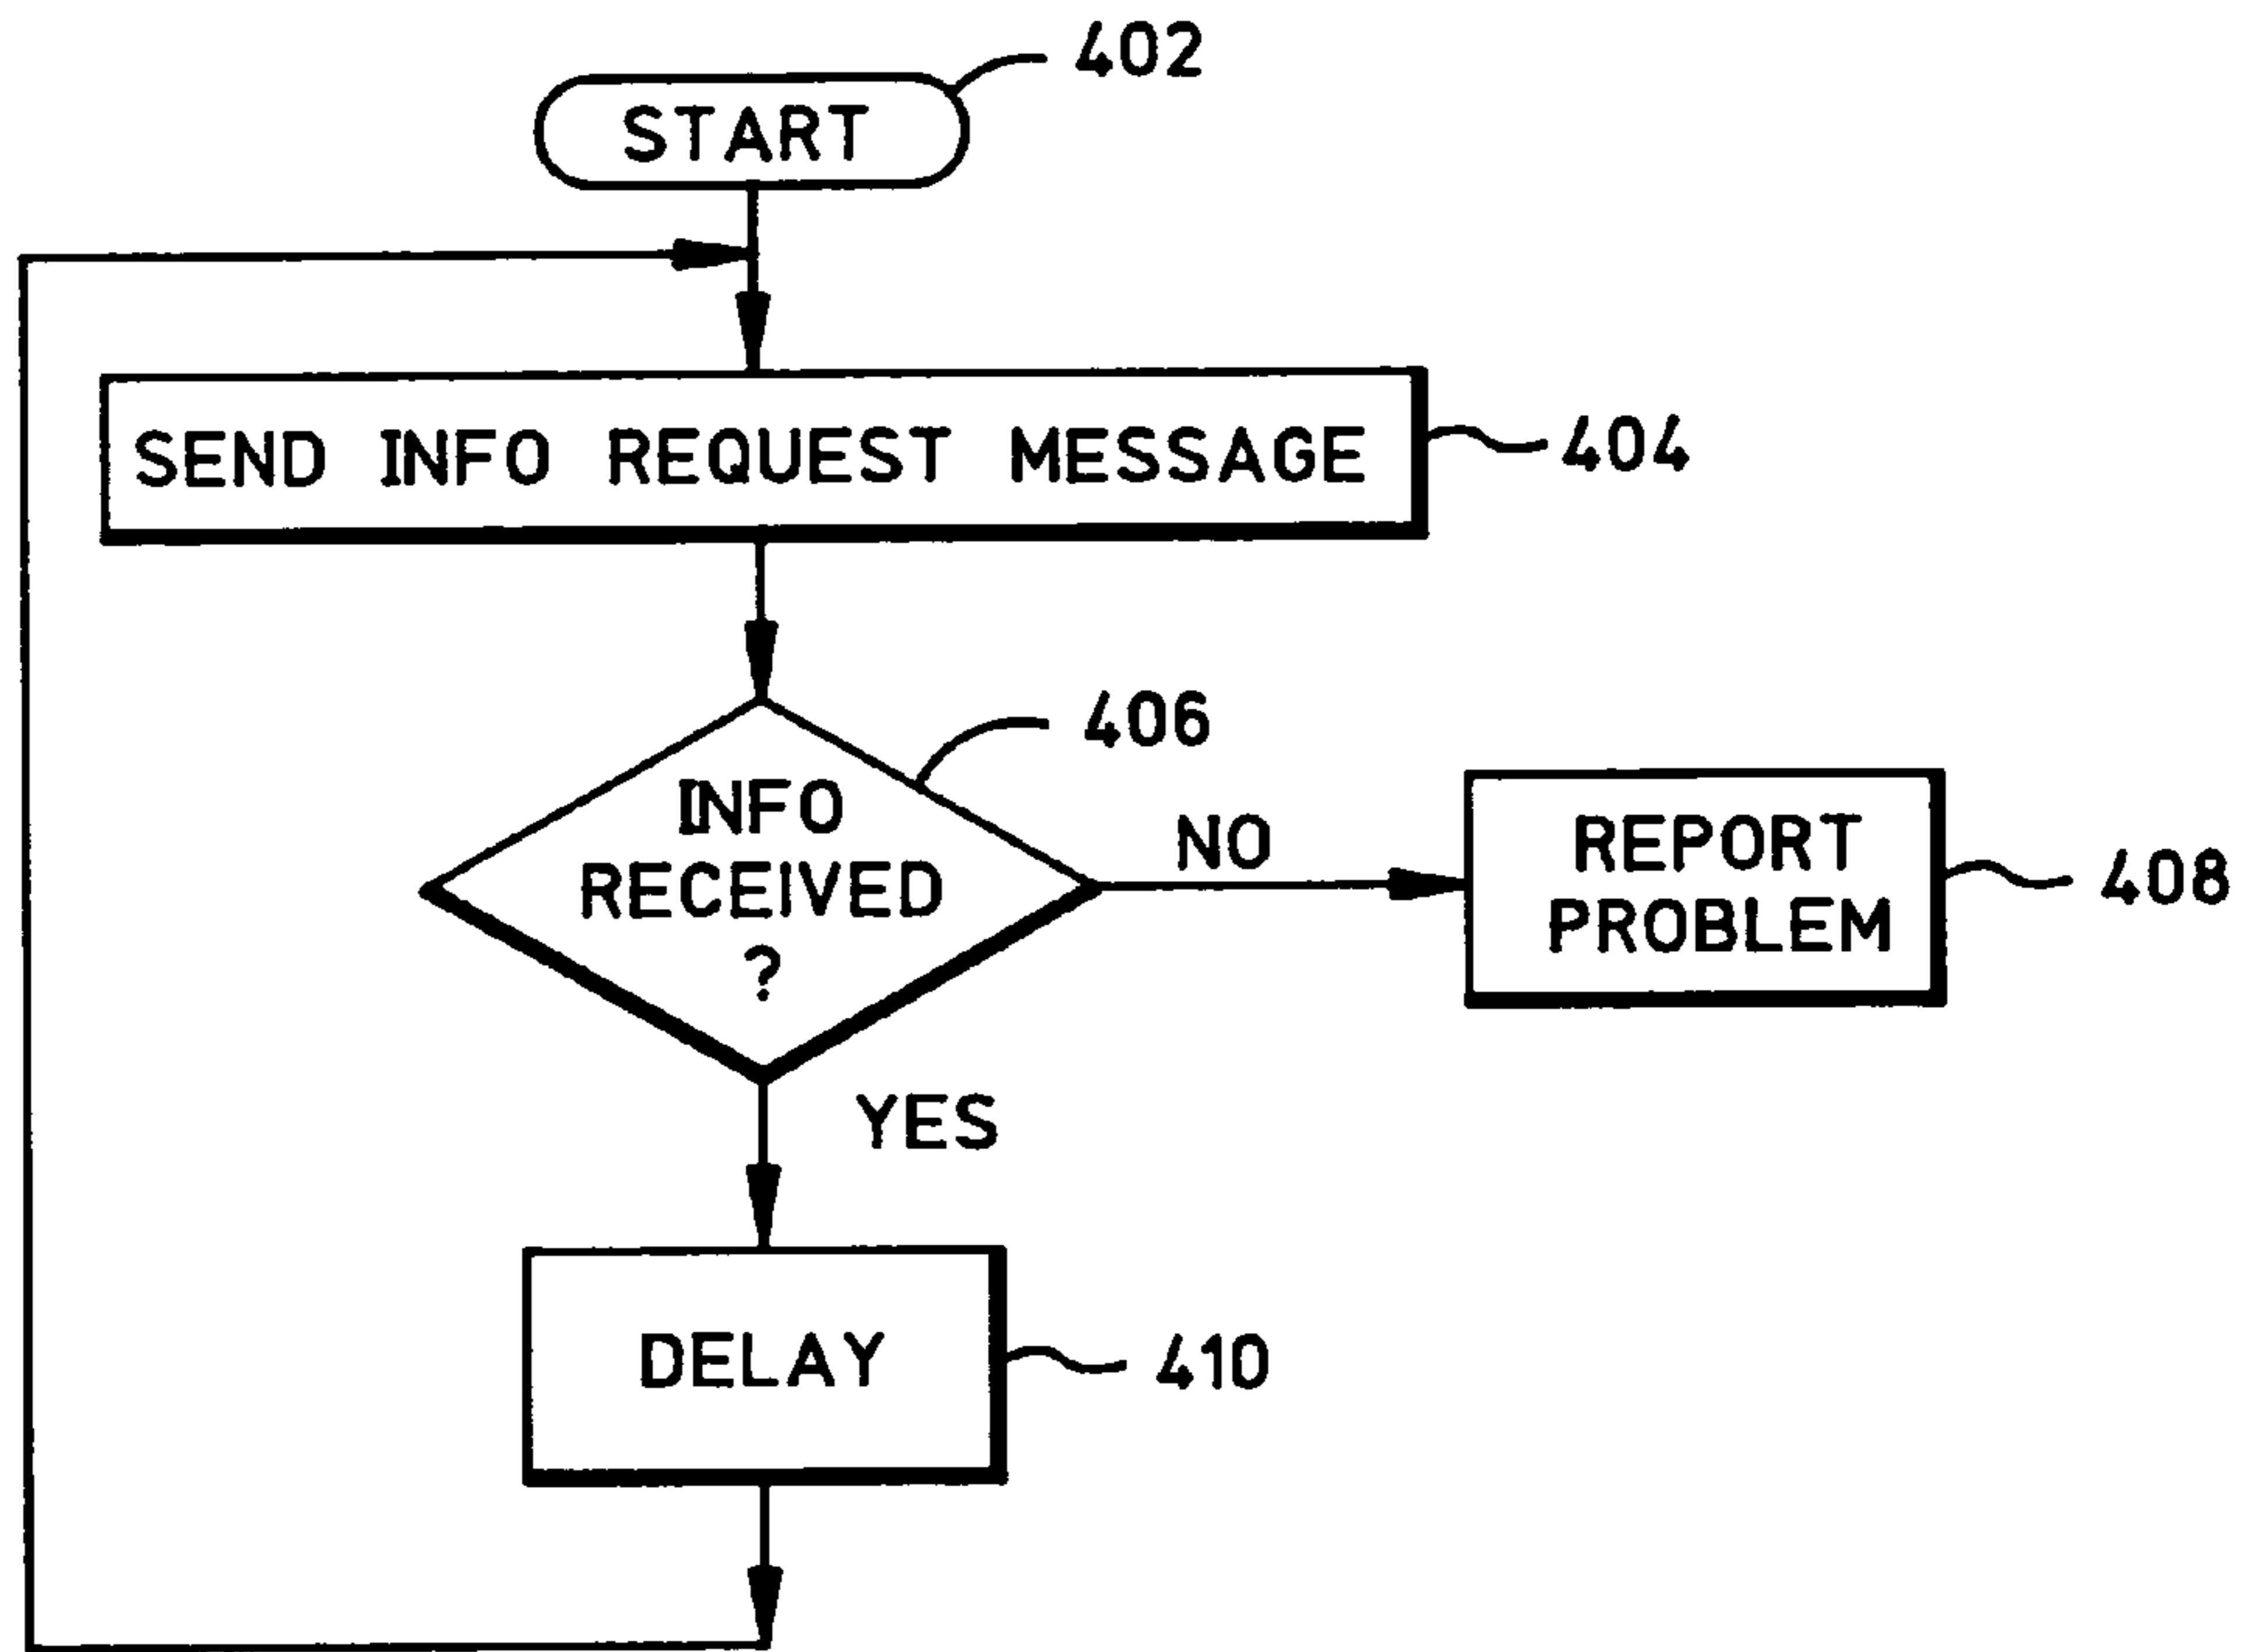 402
START
SEND INFO REQUEST MESSAGE
404
406
INFO
RECEIVED
?
NO
REPORT
PROBLEM
408
YES
DELAY
410